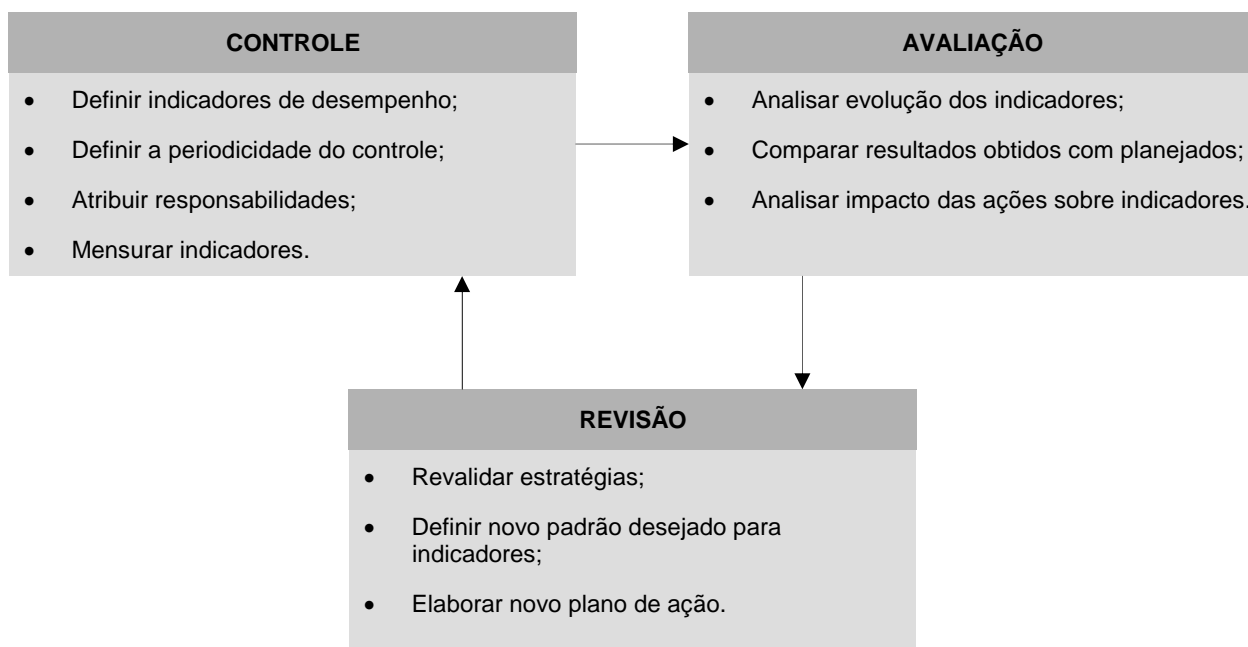 CONTROLE
• Definir indicadores de desempenho;
• Definir a periodicidade do controle;
• Atribuir responsabilidades;
• Mensurar indicadores.
AVALIAÇÃO
• Analisar evolução dos indicadores;
• Comparar resultados obtidos com planejados;
• Analisar impacto das ações sobre indicadores.
REVISÃO
• Revalidar estratégias;
• Definir novo padrão desejado para
indicadores;
• Elaborar novo plano de ação.